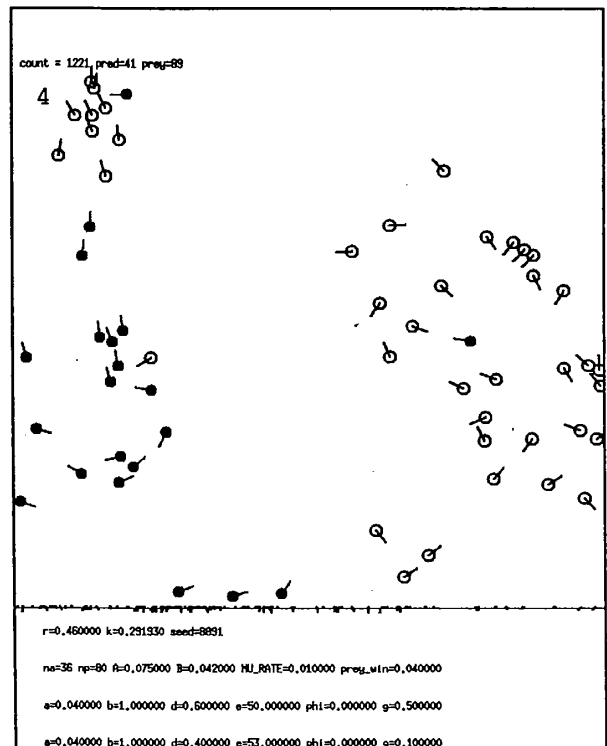 count = 1221 pred=41 prey=89
4
r=0.460000 k=0.291930 seed=8891
na=36 np=80 A=0.075000 B=0.042000 MU_RATE=0.010000 prey_win=0.040000
a=0.040000 b=1.000000 d=0.600000 e=50.000000 phi=0.000000 g=0.500000
a=0.040000 b=1.000000 d=0.400000 e=53.000000 phi=0.000000 g=0.100000